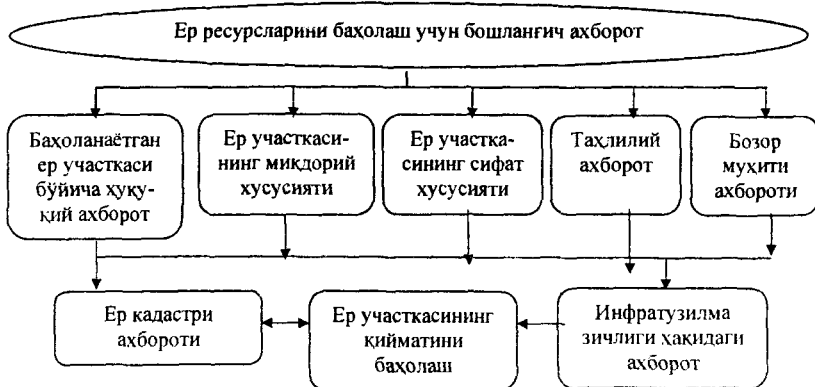 Ер ресурсларини баҳолаш учун бошланғич ахборот
Баҳоланаётган
ер участкаси
бўйича ҳуқу-
қий ахборот
Ер участкаси-
нинг миқдорий
хусусияти
Ер участка-
сининг сифат
хусусияти
Таҳлилий
ахборот
Бозор
муҳити
ахбороти
Ер кадастри
ахбороти
Ер участкасининг
қийматини
баҳолаш
Инфратузилма
зичлиги ҳақидаги
ахборот